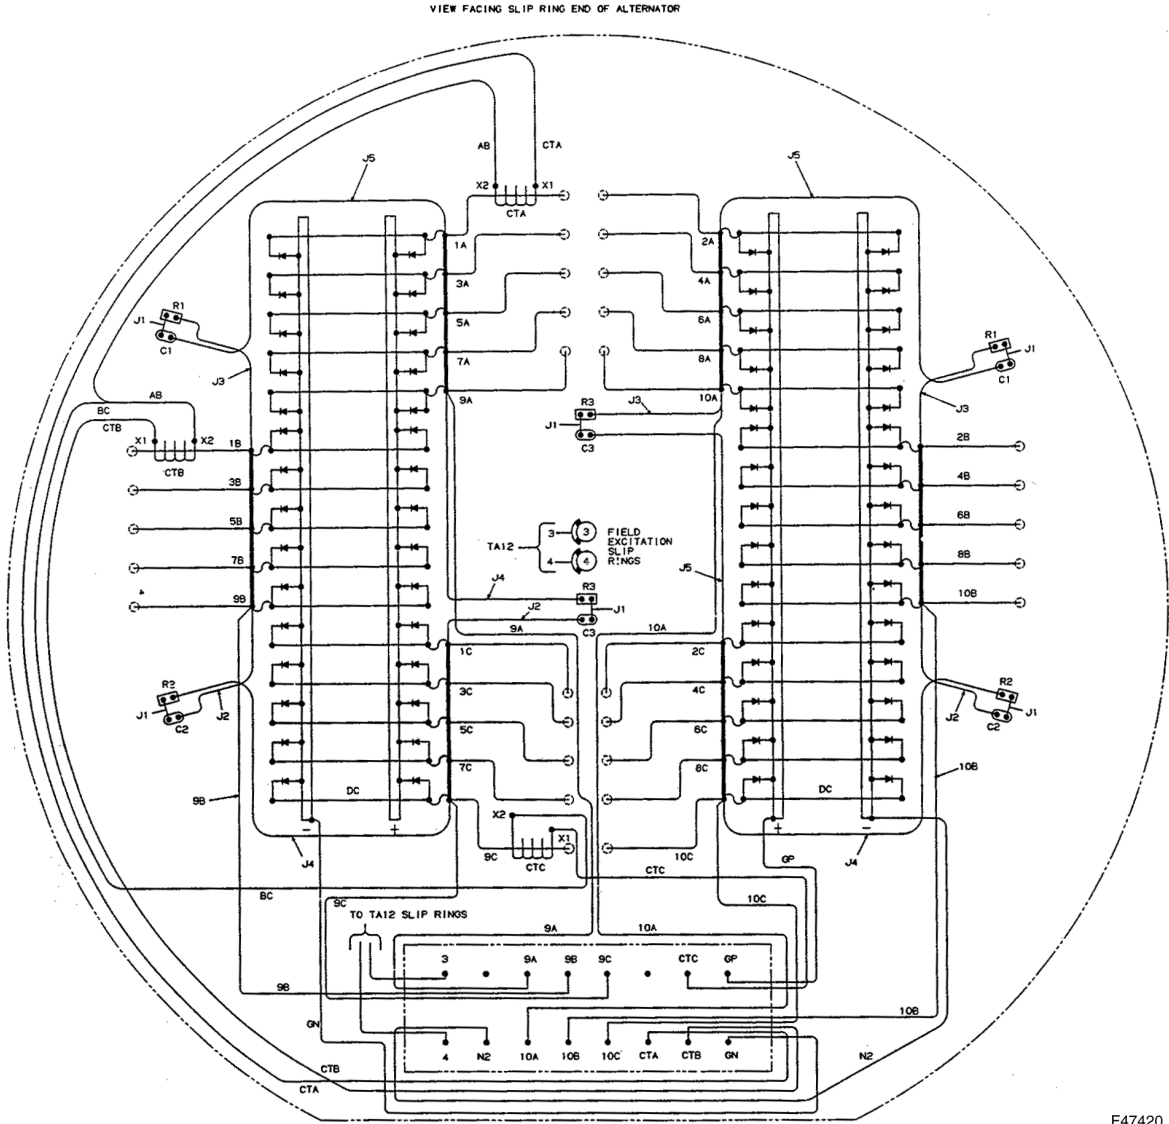 VIEW FACING SLIP RING END OF ALTERNATOR
AB
CTA
J5
X2
X1
CTA
J5
1A
2A
3A
4A
5A
6A
7A
8A
9A
10A
R1
J1
C1
J3
R1
J1
C1
J3
R3
J3
J1
C3
AB
BC
CTB
X1
X2
CTB
1B
3B
5B
7B
9B
2B
4B
6B
8B
10B
TA12
3
3
4
4
FIELD
EXCITATION
SLIP
RINGS
J5
J4
J2
R3
J1
C3
9A
10A
1C
2C
3C
4C
5C
6C
7C
8C
R2
J1
J2
C2
R2
J1
J2
C2
9B
10B
DC
DC
- +
+ -
X2
X1
9C
CTC
10C
J4
J4
GP
CTC
BC
9C
10C
TO TA12 SLIP RINGS
9A
10A
3 9A 9B 9C CTC GP
9B
10B
GN
4 N2 10A 10B 10C CTA CTB GN
N2
CTB
CTA
F47420